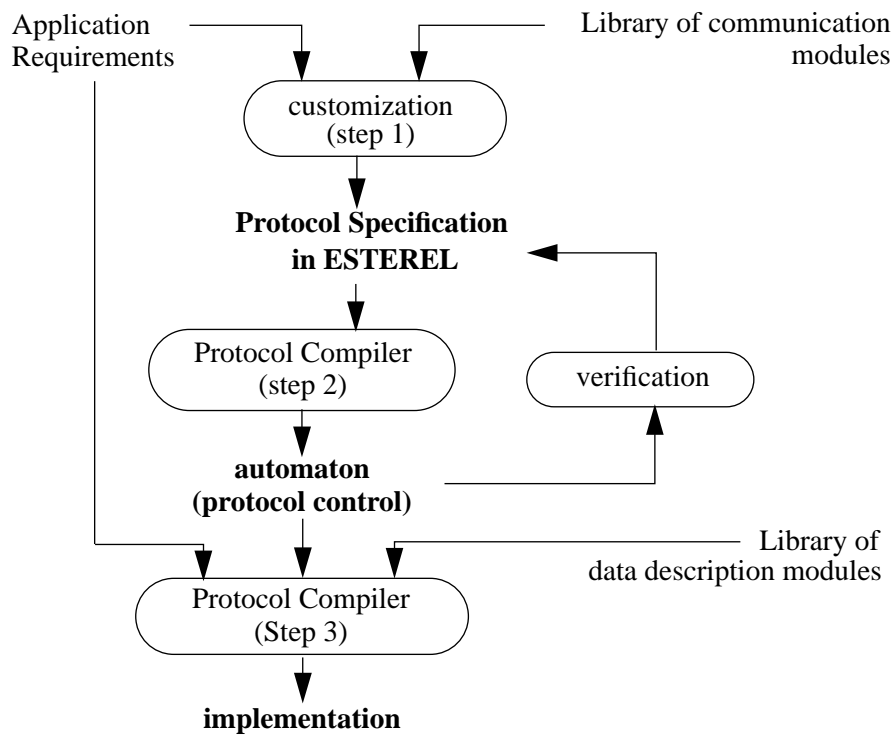 Application
Requirements
Library of communication
modules
customization
(step 1)
Protocol Specification
in ESTEREL
Protocol Compiler
(step 2)
verification
automaton
(protocol control)
Library of
data description modules
Protocol Compiler
(Step 3)
implementation